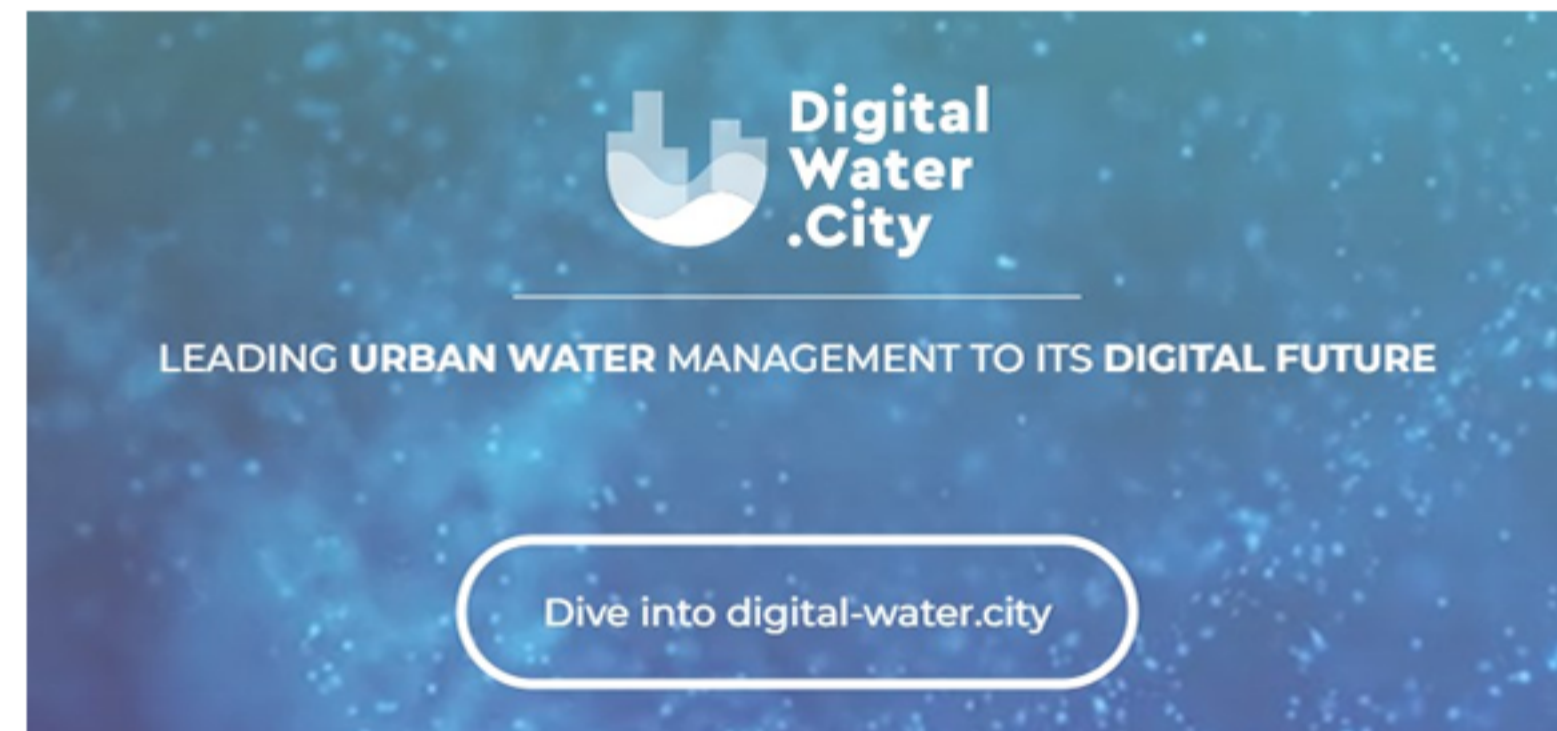 Digital
Water
.City
LEADING URBAN WATER MANAGEMENT TO ITS DIGITAL FUTURE
Dive into digital-water.city